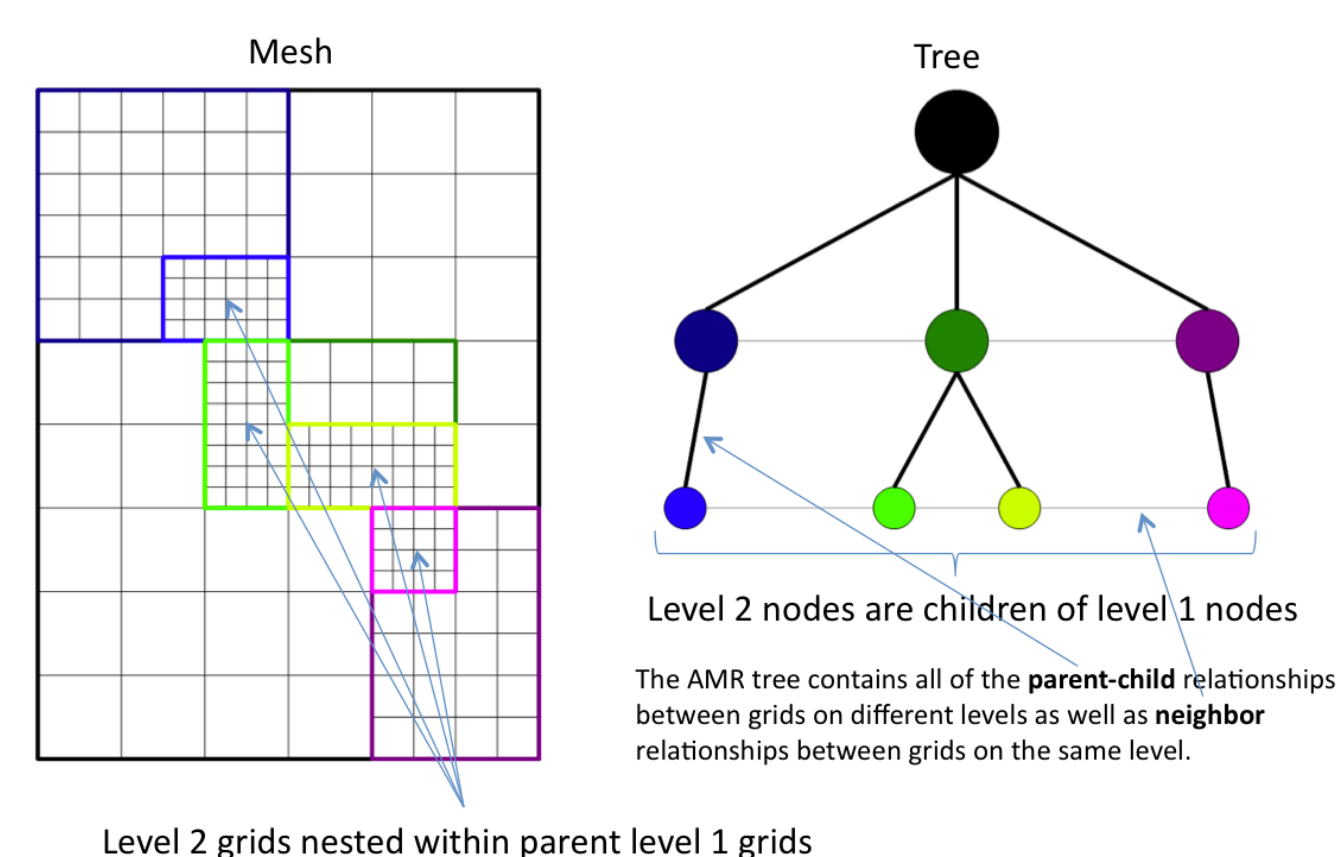 Mesh
Tree
Level 2 nodes are children of level 1 nodes
The AMR tree contains all of the parent-child relationships
between grids on different levels as well as neighbor
relationships between grids on the same level.
Level 2 grids nested within parent level 1 grids